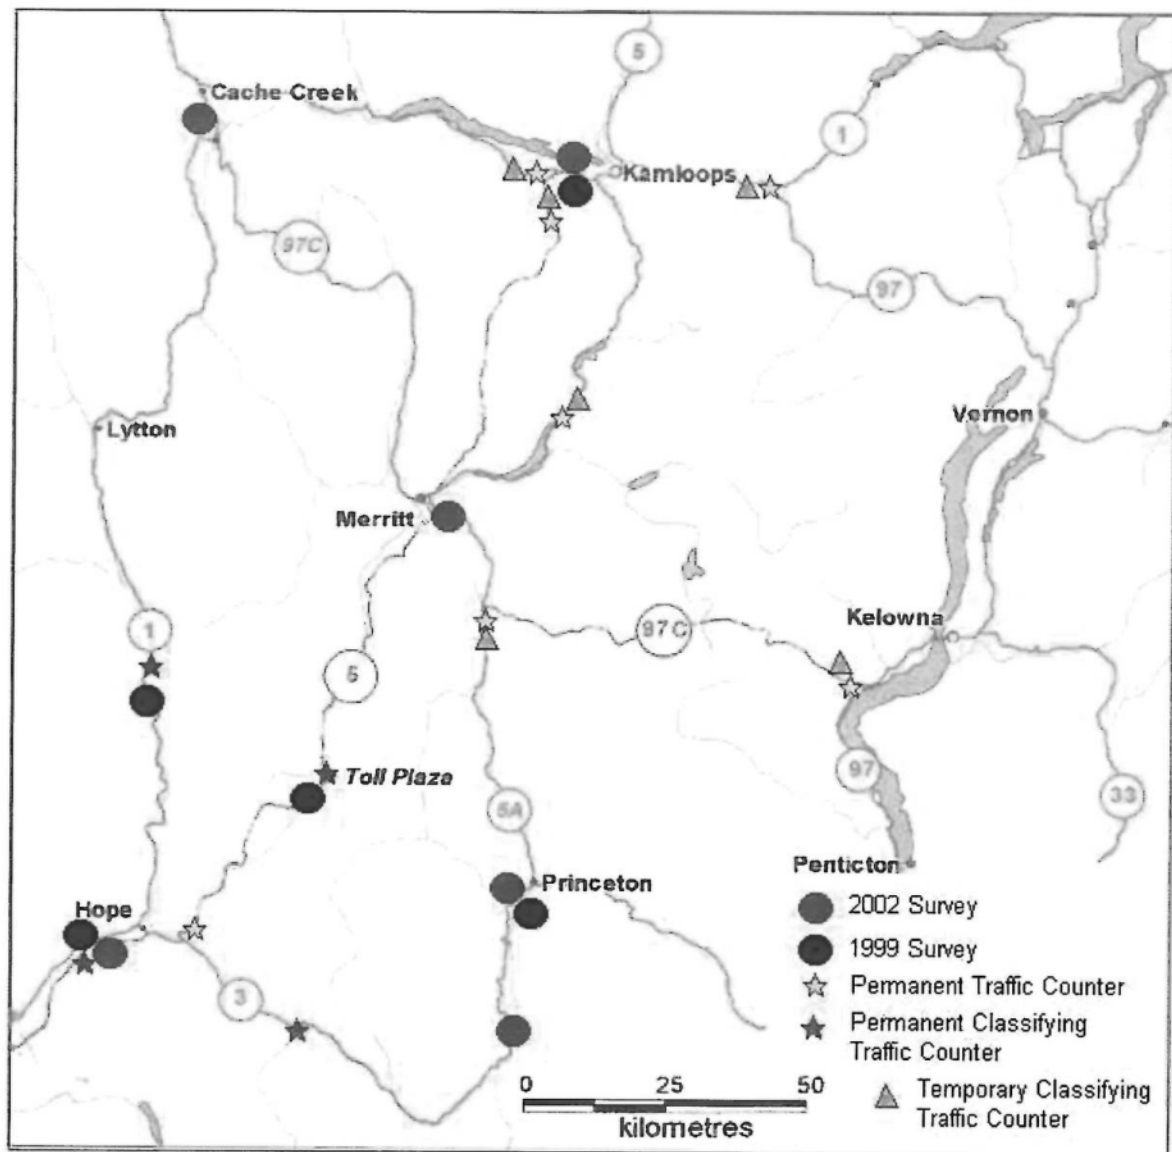 5
Cache Creek
1
Kamloops
97C
97
Vernon
Lytton
Merritt
1
Kelowna
97C
5
Toll Plaza
97
33
5A
Penticton
Princeton
Hope
2002 Survey
1999 Survey
Permanent Traffic Counter
3
Permanent Classifying
Traffic Counter
0 25 50
kilometres
Temporary Classifying
Traffic Counter